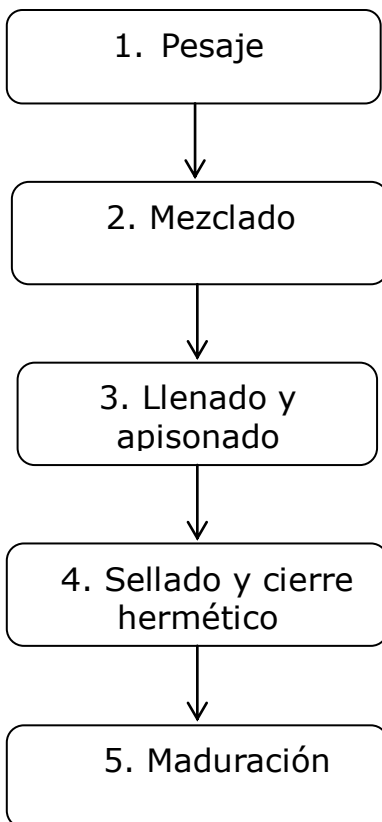 1. Pesaje
2. Mezclado
3. Llenado y
apisonado
4. Sellado y cierre
hermético
5. Maduración